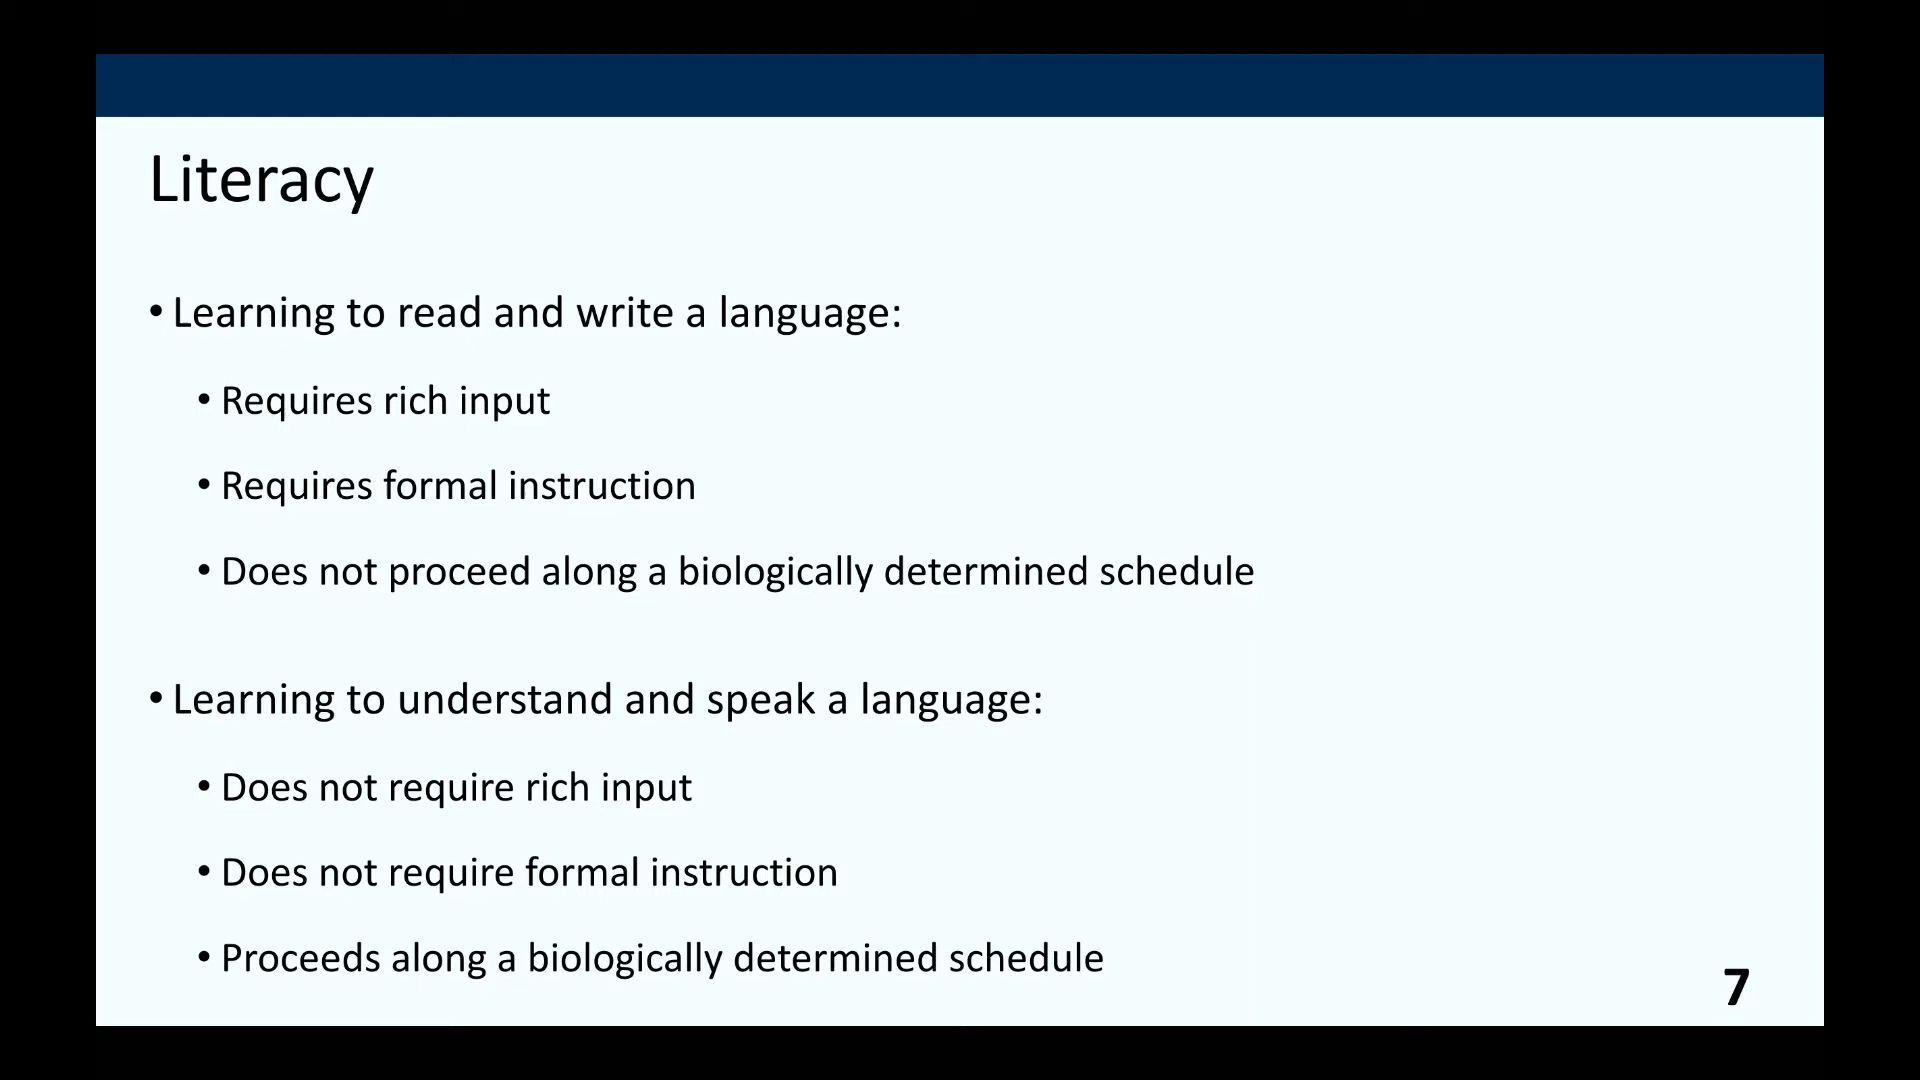 Literacy
• Learning to read and write a language:
• Requires rich input
• Requires formal instruction
• Does not proceed along a biologically determined schedule
• Learning to understand and speak a language:
• Does not require rich input
• Does not require formal instruction
• Proceeds along a biologically determined schedule
7